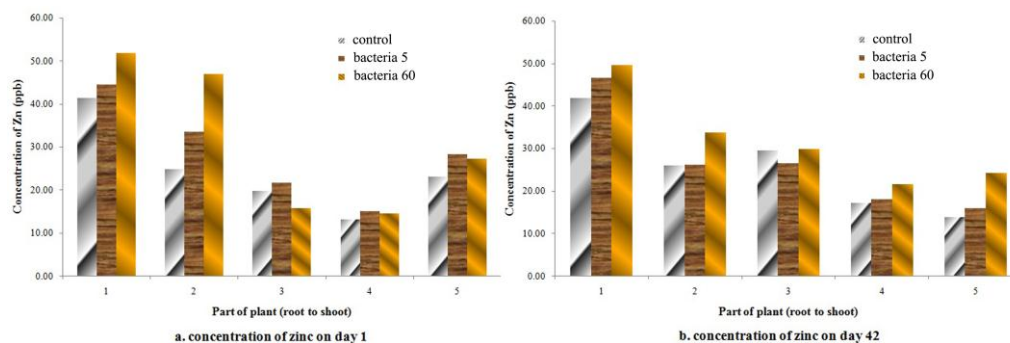 60.00
50.00
40.00
30.00
20.00
10.00
0.00
Concentration of Zn (ppb)
control
bacteria 5
bacteria 60
1 2 3 4 5
Part of plant (root to shoot)
a. concentration of zinc on day 1
60.00
50.00
40.00
30.00
20.00
10.00
0.00
Concentration of Zn (ppb)
control
bacteria 5
bacteria 60
1 2 3 4 5
Part of plant (root to shoot)
b. concentration of zinc on day 42